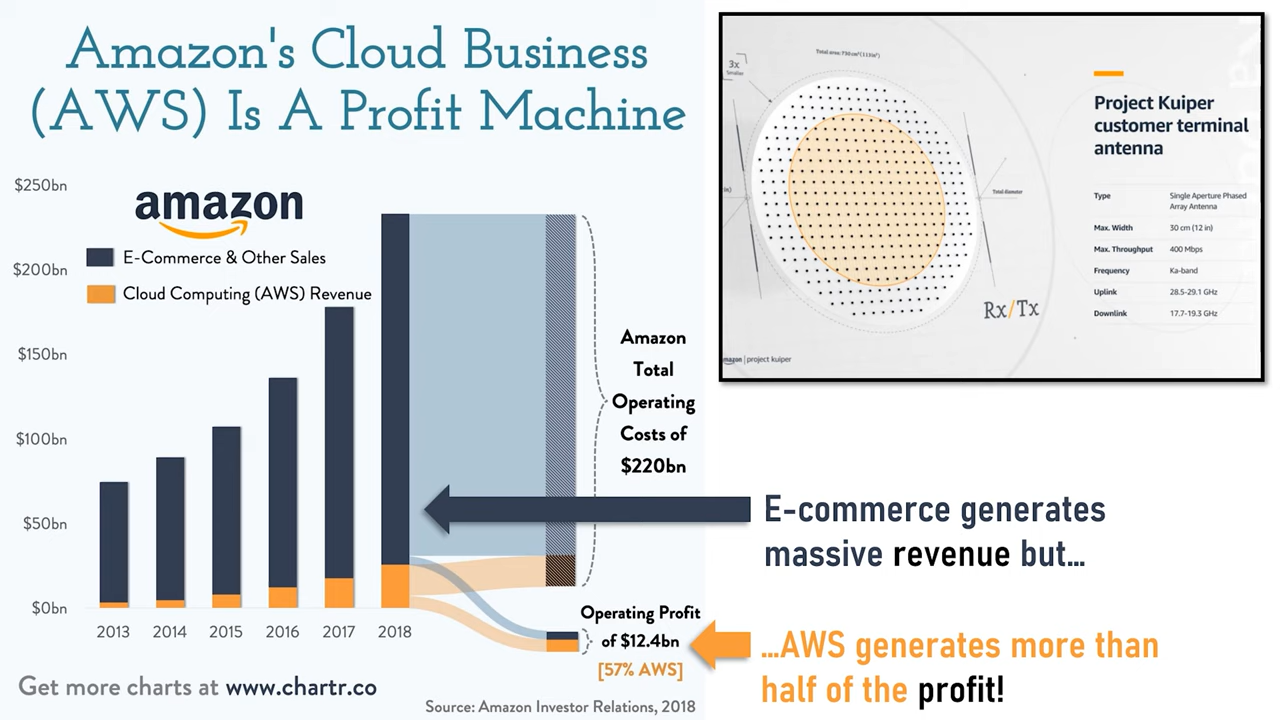 Amazon's Cloud Business
(AWS) Is A Profit Machine
$250bn
$200bn
$150bn
$100bn
$50bn
$0bn
amazon
E-Commerce & Other Sales
Cloud Computing (AWS) Revenue
2013 2014 2015 2016 2017 2018
Amazon
Total
Operating
Costs of
$220bn
Operating Profit
of $12.4bn
[57% AWS]
Get more charts at www.chartr.co
Source: Amazon Investor Relations, 2018
3x
Smaller
in)
Total diameter
Rx/Tx
amazon | project kuiper
Project Kuiper
customer terminal
antenna
Type Single Aperture Phased
Array Antenna
Max. Width 30 cm (12 in)
Max. Throughput 400 Mbps
Frequency Ka-band
Uplink 28.5-29.1 GHz
Downlink 17.7-19.3 GHz
E-commerce generates
massive revenue but...
...AWS generates more than
half of the profit!